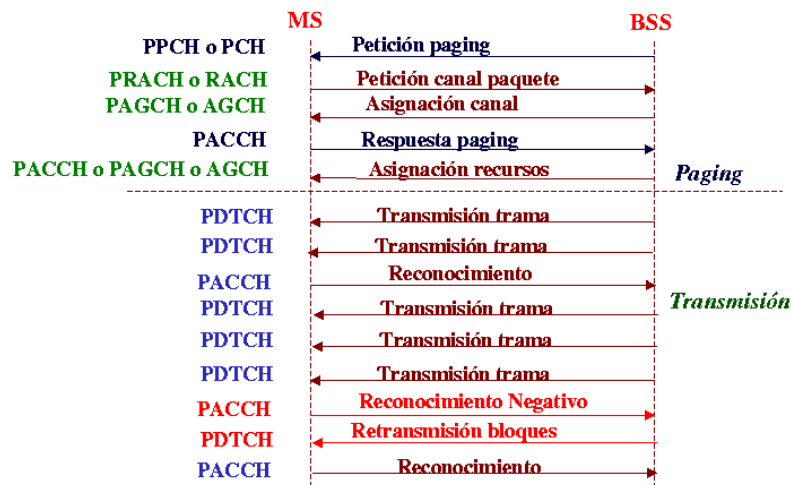 MS BSS
PPCH o PCH Petición paging
PRACH o RACH Petición canal paquete
PAGCH o AGCH Asignación canal
PACCH Respuesta paging
PACCH o PAGCH o AGCH Asignación recursos Paging
PDTCH Transmisión trama
PDTCH Transmisión trama
PACCH Reconocimiento
PDTCH Transmisión trama Transmisión
PDTCH Transmisión trama
PDTCH Transmisión trama
PACCH Reconocimiento Negativo
PDTCH Retransmisión bloques
PACCH Reconocimiento